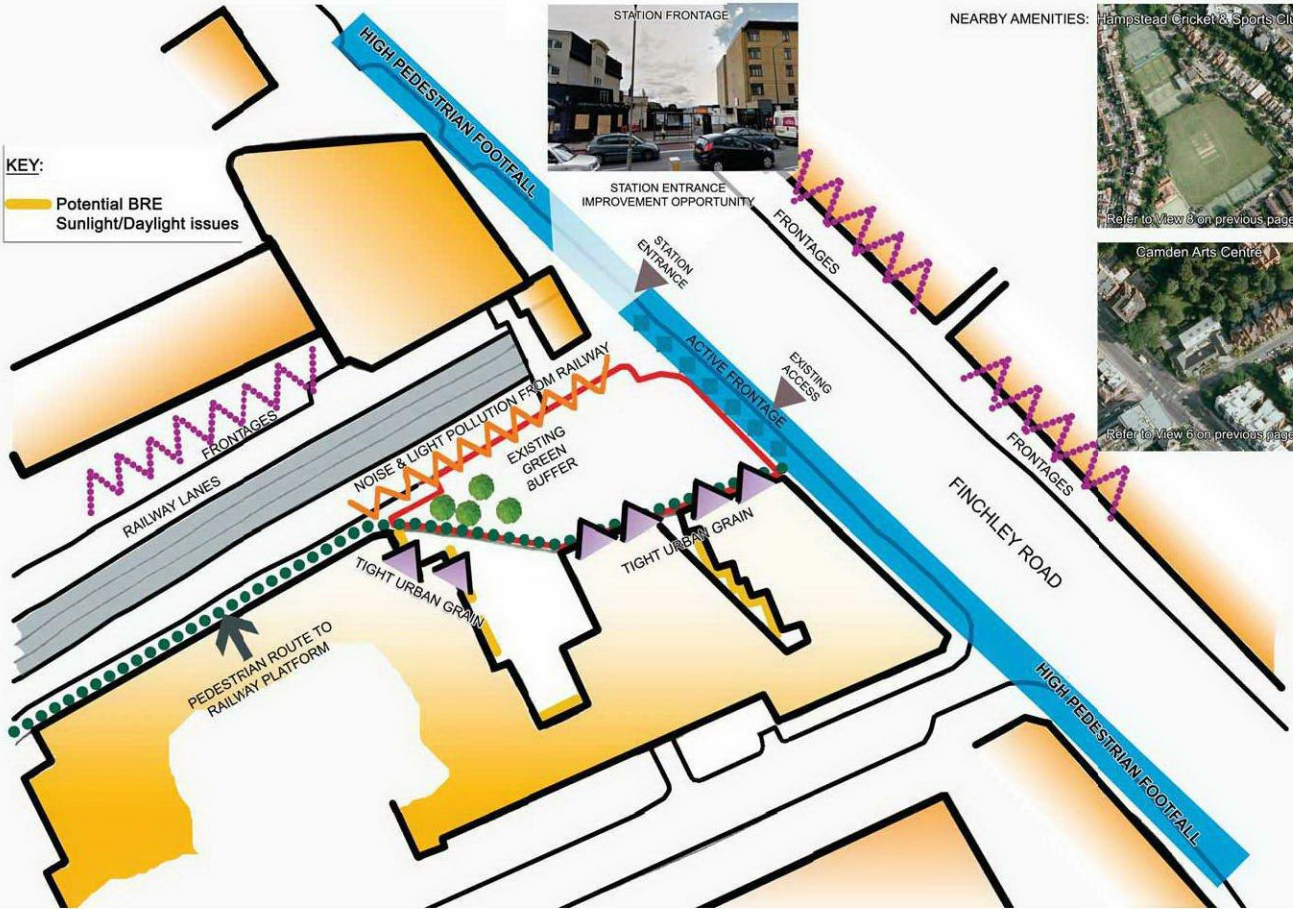 STATION FRONTAGE
NEARBY AMENITIES:
Hampstead Cricket & Sports Clu
HIGH PEDESTRIAN FOOTFALL
KEY:
Potential BRE
Sunlight/Daylight issues
STATION ENTRANCE
IMPROVEMENT OPPORTUNITY
Refer to View 8 on previous page
FRONTAGES
STATION
ENTRANCE
Camden Arts Centre
ACTIVE FRONTAGE
EXISTING
ACCESS
NOISE & LIGHT POLLUTION FROM RAILWAY
FRONTAGES
EXISTING
GREEN
BUFFER
Refer to View 6 on previous page
FRONTAGES
RAILWAY LANES
FINCHLEY ROAD
TIGHT URBAN GRAIN
TIGHT URBAN GRAIN
PEDESTRIAN ROUTE TO
RAILWAY PLATFORM
HIGH PEDESTRIAN FOOTFALL